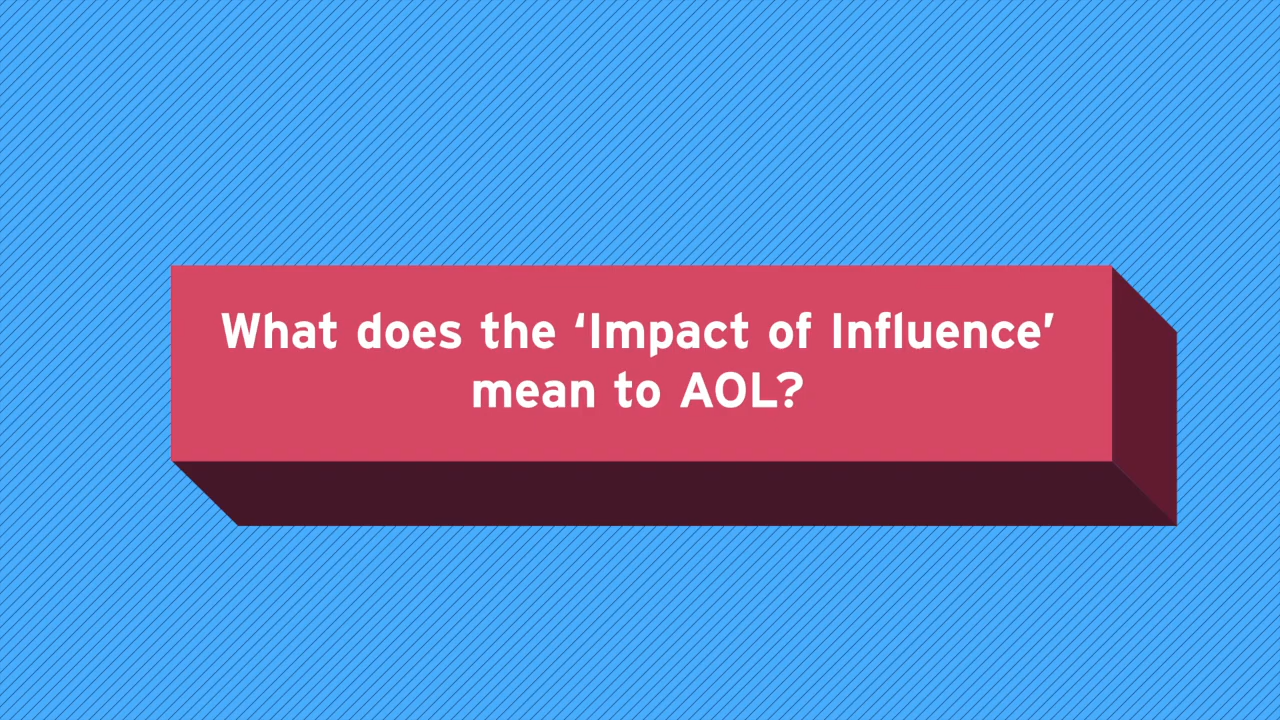 What does the ‘Impact of Influence’
mean to AOL?